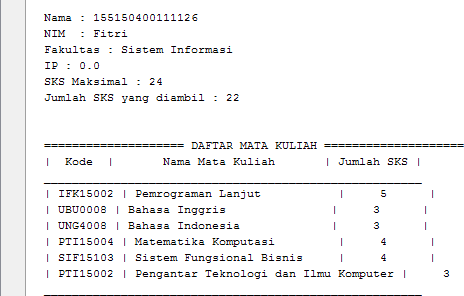 Nama : 155150400111126
NIM  : Fitri
Fakultas : Sistem Informasi
IP : 0.0
SKS Maksimal : 24
Jumlah SKS yang diambil : 22
==================== DAFTAR MATA KULIAH ====================
|  Kode  |       Nama Mata Kuliah       | Jumlah SKS |
| IFK15002 | Pemrograman Lanjut           |     5      |
| UBU0008 | Bahasa Inggris               |     3      |
| UNG4008 | Bahasa Indonesia             |     3      |
| PTI15004 | Matematika Komputasi         |     4      |
| SIF15103 | Sistem Fungsional Bisnis     |     4      |
| PTI15002 | Pengantar Teknologi dan Ilmu Komputer |     3